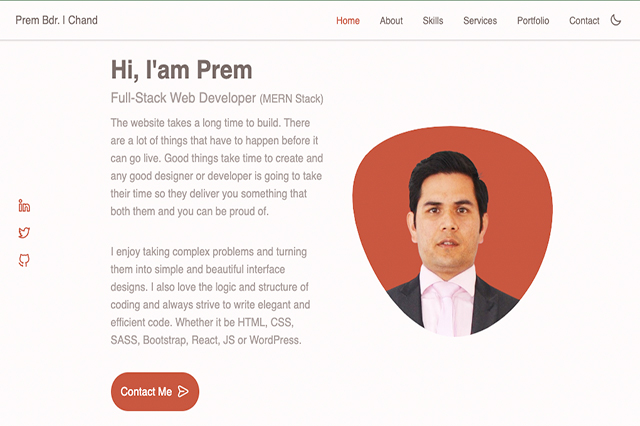 Prem Bdr. | Chand
Home About Skills Services Portfolio Contact
Hi, I'am Prem
Full-Stack Web Developer (MERN Stack)
The website takes a long time to build. There
are a lot of things that have to happen before it
can go live. Good things take time to create and
any good designer or developer is going to take
their time so they deliver you something that
both them and you can be proud of.
I enjoy taking complex problems and turning
them into simple and beautiful interface
designs. I also love the logic and structure of
coding and always strive to write elegant and
efficient code. Whether it be HTML, CSS,
SASS, Bootstrap, React, JS or WordPress.
Contact Me